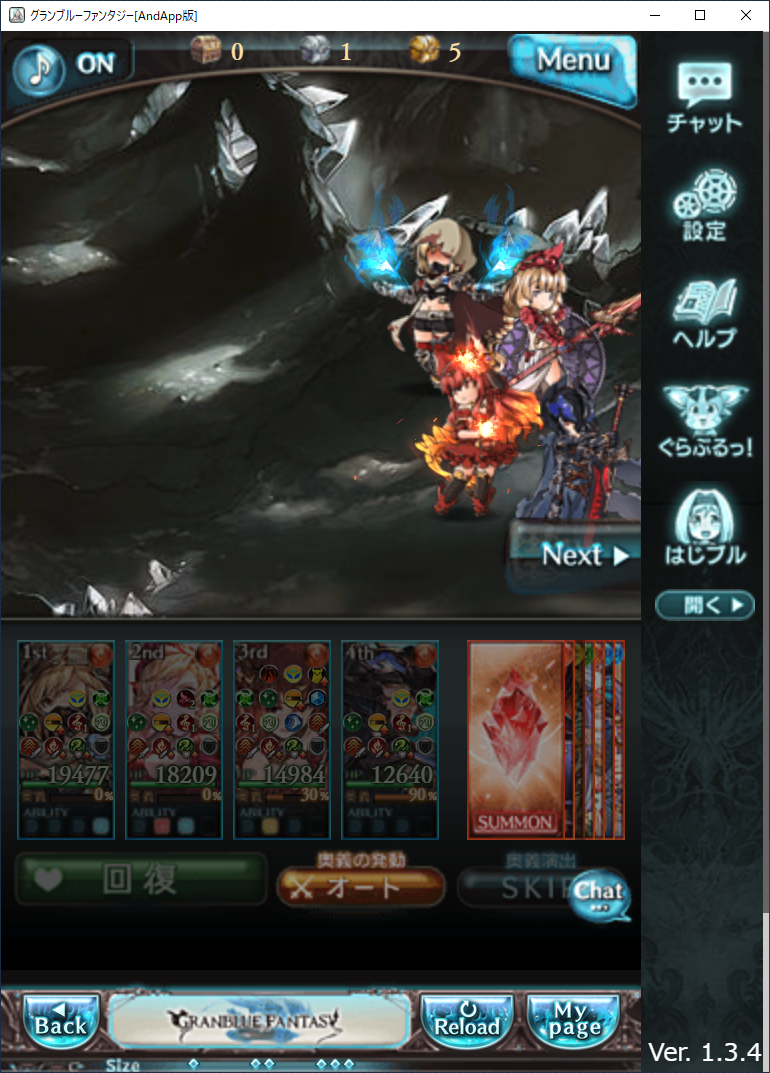 グランブルーファンタジー[AndApp版]
ON
0
1
5
Menu
チャット
設定
ヘルプ
ぐらぶるっ!
はじブル
開く
Next
1st
2nd
3rd
4th
19477
18209
14984
12640
0%
0%
30%
90%
ABILITY
ABILITY
ABILITY
ABILITY
SUMMON
回復
奥義の発動
オート
奥義演出
SKIP
Chat
Back
GRANBLUE FANTASY
Reload
My page
Size
Ver. 1.3.4